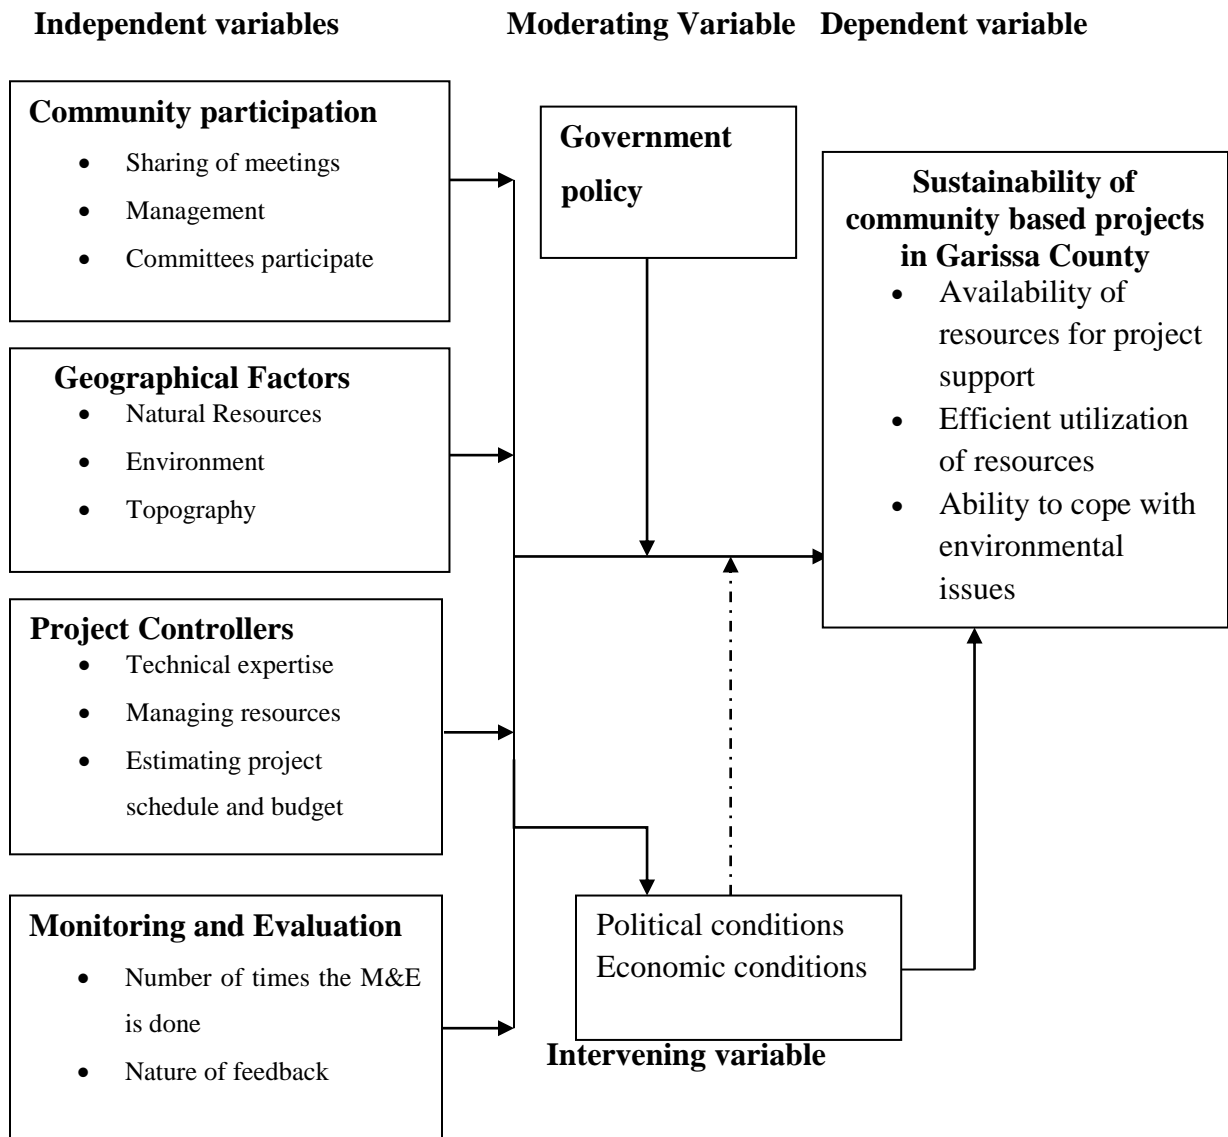 Independent variables
Moderating Variable
Dependent variable
Community participation
• Sharing of meetings
• Management
• Committees participate
Geographical Factors
• Natural Resources
• Environment
• Topography
Project Controllers
• Technical expertise
• Managing resources
• Estimating project
schedule and budget
Monitoring and Evaluation
• Number of times the M&E
is done
• Nature of feedback
Government
policy
Political conditions
Economic conditions
Intervening variable
Sustainability of
community based projects
in Garissa County
• Availability of
resources for project
support
• Efficient utilization
of resources
• Ability to cope with
environmental
issues